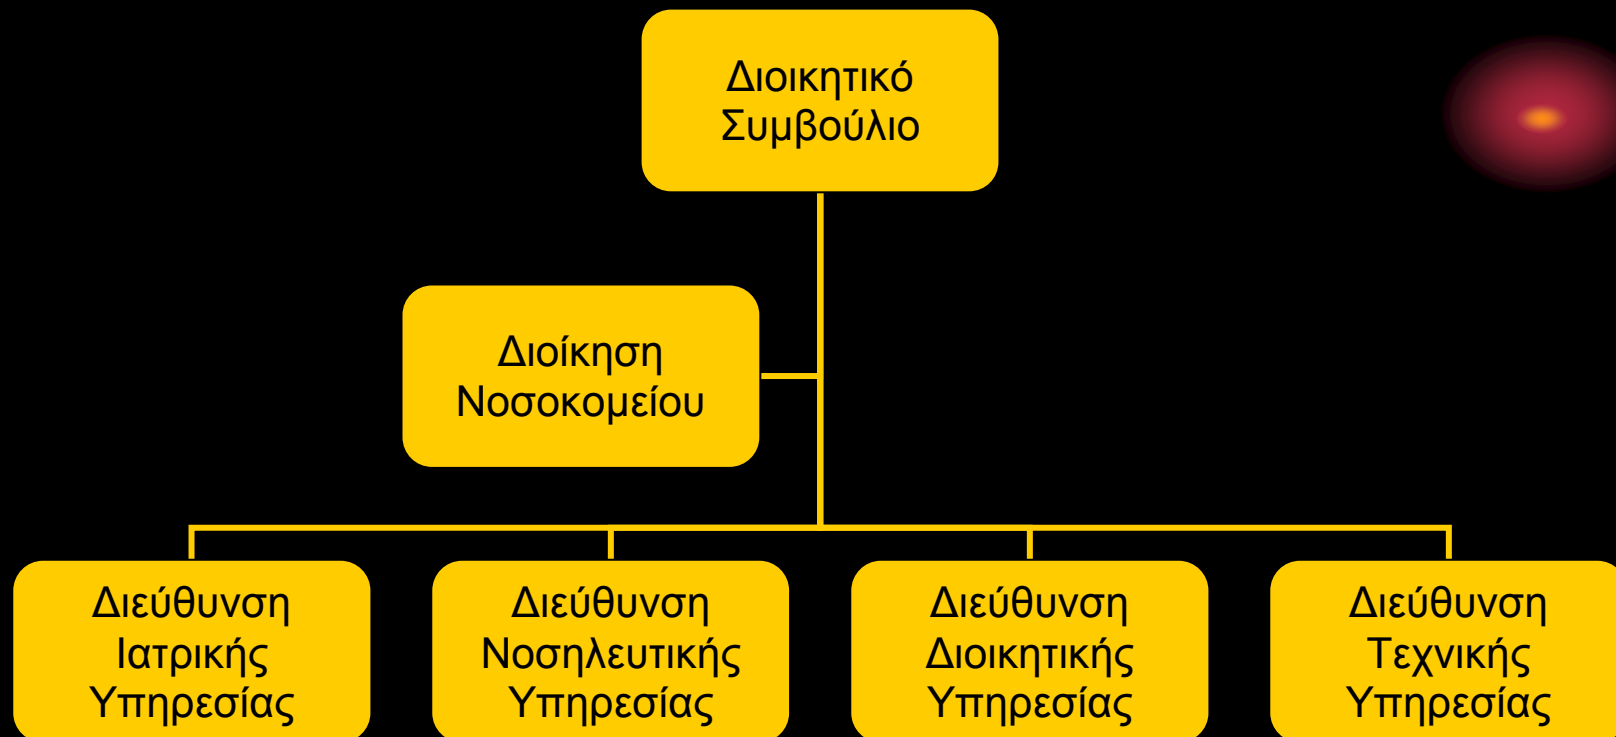 Διοικητικό
Συμβούλιο
Διοίκηση
Νοσοκομείου
Διεύθυνση
Ιατρικής
Υπηρεσίας
Διεύθυνση
Νοσηλευτικής
Υπηρεσίας
Διεύθυνση
Διοικητικής
Υπηρεσίας
Διεύθυνση
Τεχνικής
Υπηρεσίας